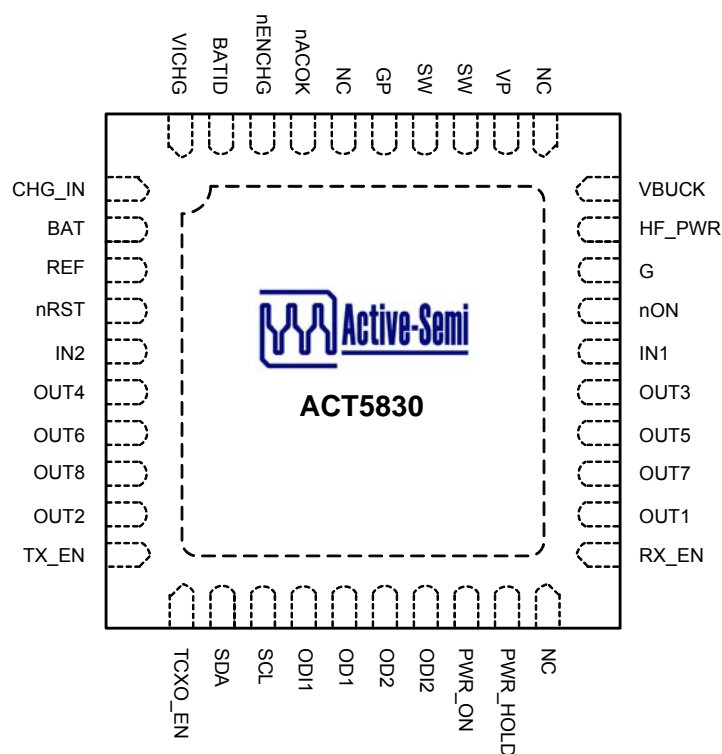 VICHG
BATID
nENCHG
nACOK
NC
GP
SW
SW
VP
NC
CHG_IN
BAT
REF
nRST
IN2
OUT4
OUT6
OUT8
OUT2
TX_EN
VBUCK
HF_PWR
G
nON
IN1
OUT3
OUT5
OUT7
OUT1
RX_EN
Active-Semi
ACT5830
TCXO_EN
SDA
SCL
ODI1
OD1
OD2
ODI2
PWR_ON
PWR_HOLD
NC